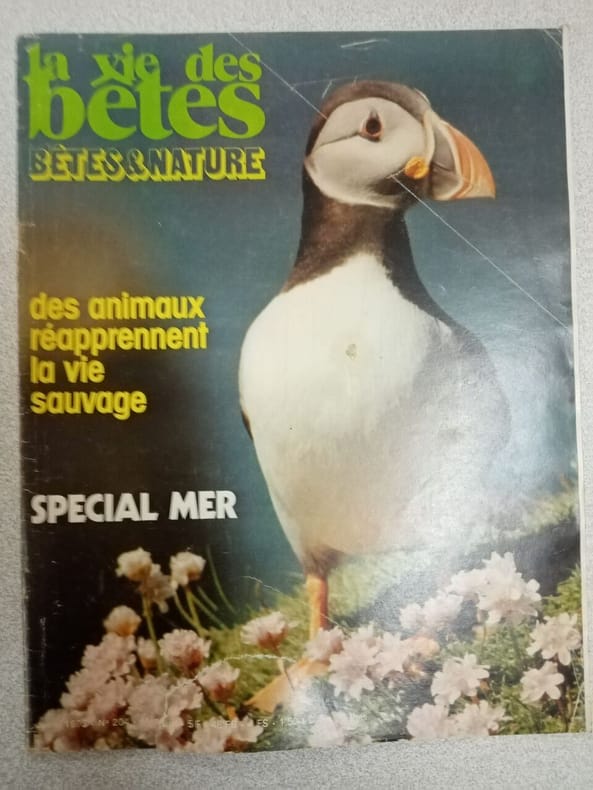 la vie des
bêtes
BÊTES & NATURE
des animaux
réapprennent
la vie
sauvage
SPECIAL MER